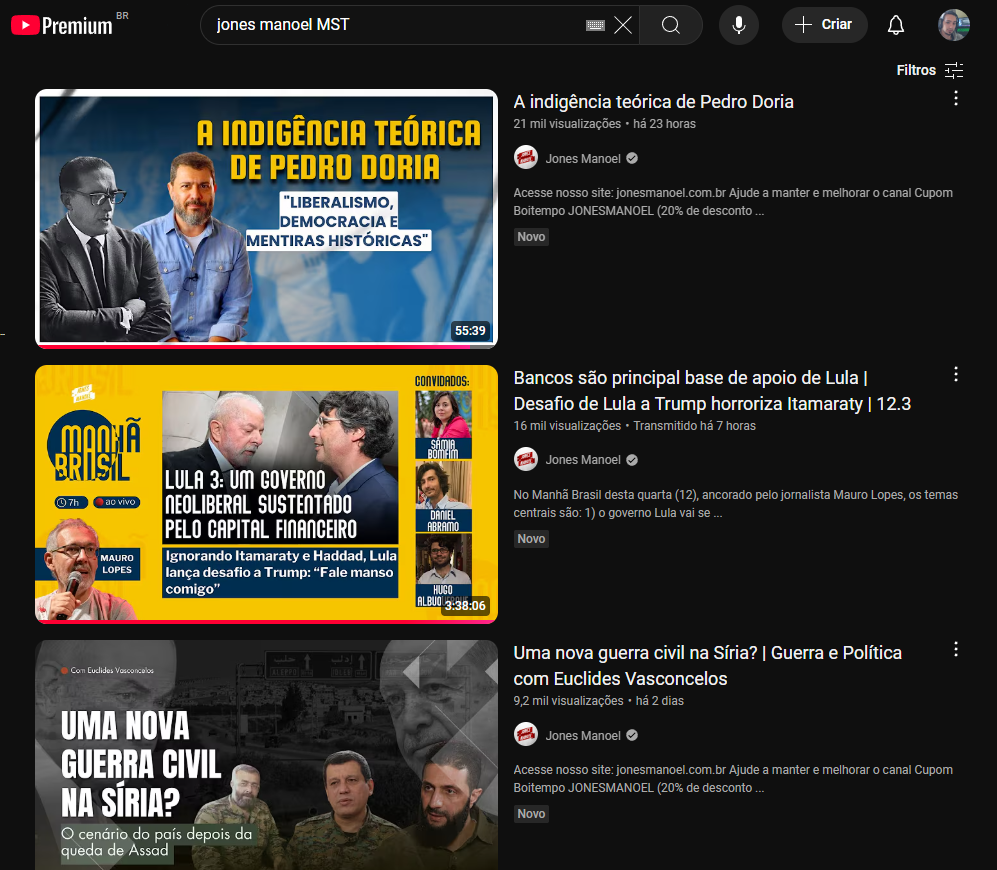 Premium BR
jones manoel MST
Criar
Filtros
A INDIGÊNCIA TEÓRICA
DE PEDRO DORIA
"LIBERALISMO,
DEMOCRACIA E
MENTIRAS HISTÓRICAS"
55:39
A indigência teórica de Pedro Doria
21 mil visualizações • há 23 horas
Jones Manoel
Acesse nosso site: jonesmanoel.com.br Ajude a manter e melhorar o canal Cupom
Boitempo JONESMANOEL (20% de desconto ...
Novo
MANHÃ
BRASIL
7h
ao vivo
MAURO
LOPES
LULA 3: UM GOVERNO
NEOLIBERAL SUSTENTADO
PELO CAPITAL FINANCEIRO
Ignorando Itamaraty e Haddad, Lula
lança desafio a Trump: “Fale manso
comigo”
CONVIDADOS:
SÂMIA
BOMFIM
DANIEL
ABRAMO
HUGO
ALBUQUERQUE
3:38:06
Bancos são principal base de apoio de Lula |
Desafio de Lula a Trump horroriza Itamaraty | 12.3
16 mil visualizações • Transmitido há 7 horas
Jones Manoel
No Manhã Brasil desta quarta (12), ancorado pelo jornalista Mauro Lopes, os temas
centrais são: 1) o governo Lula vai se ...
Novo
Com Euclides Vasconcelos
UMA NOVA
GUERRA CIVIL
NA SÍRIA?
O cenário do país depois da
queda de Assad
Uma nova guerra civil na Síria? | Guerra e Política
com Euclides Vasconcelos
9,2 mil visualizações • há 2 dias
Jones Manoel
Acesse nosso site: jonesmanoel.com.br Ajude a manter e melhorar o canal Cupom
Boitempo JONESMANOEL (20% de desconto ...
Novo